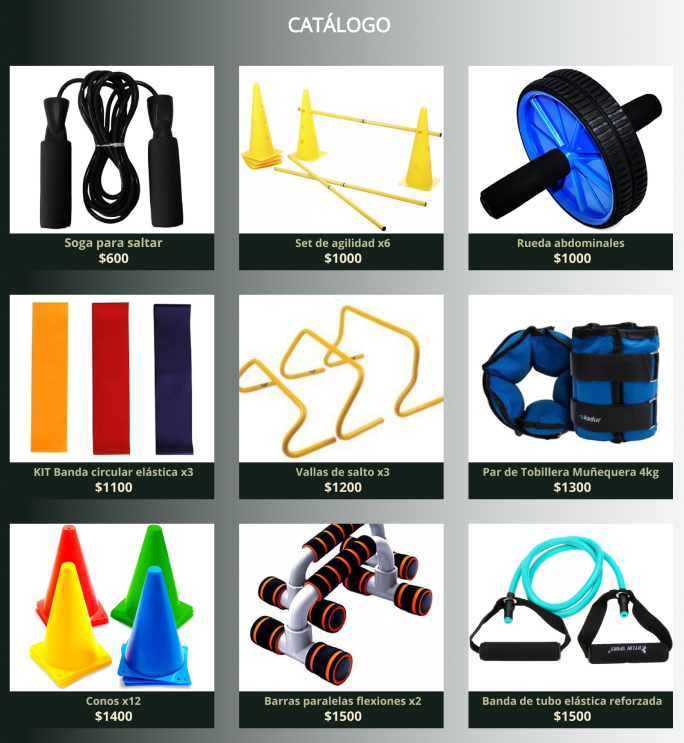 CATÁLOGO
Soga para saltar
$600
Set de agilidad x6
$1000
Rueda abdominales
$1000
KIT Banda circular elástica x3
$1100
Vallas de salto x3
$1200
kadur
Par de Tobillera Muñequera 4kg
$1300
Conos x12
$1400
Barras paralelas flexiones x2
$1500
Banda de tubo elástica reforzada
$1500